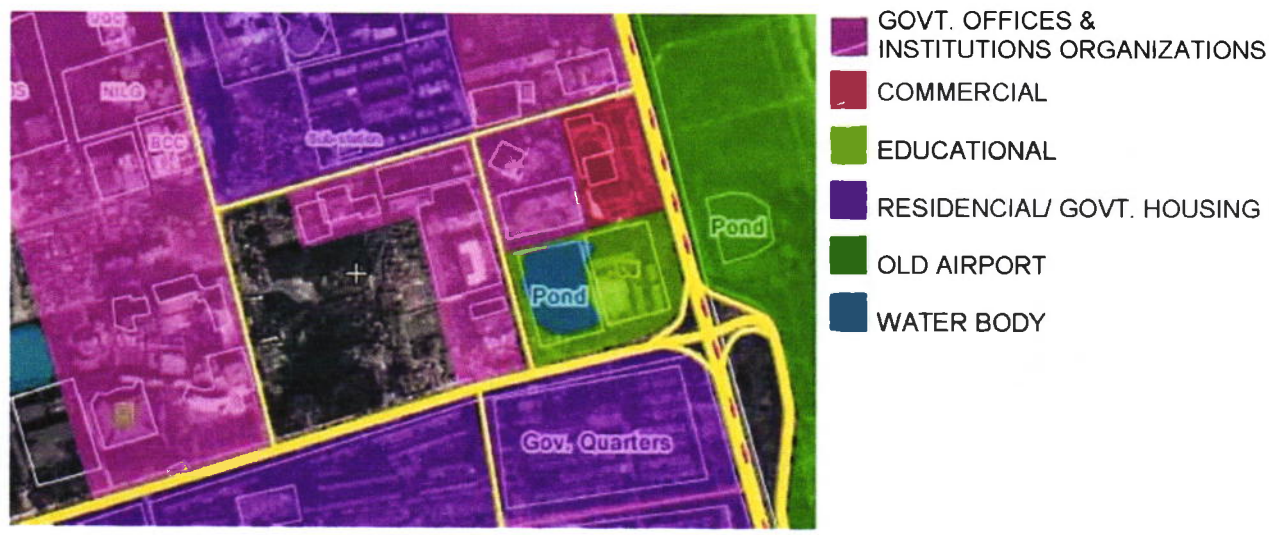 UGC
NILG
BCC
Sub-station
Pond
Pond
Gov. Quarters
GOVT. OFFICES &
INSTITUTIONS ORGANIZATIONS
COMMERCIAL
EDUCATIONAL
RESIDENCIAL/ GOVT. HOUSING
OLD AIRPORT
WATER BODY